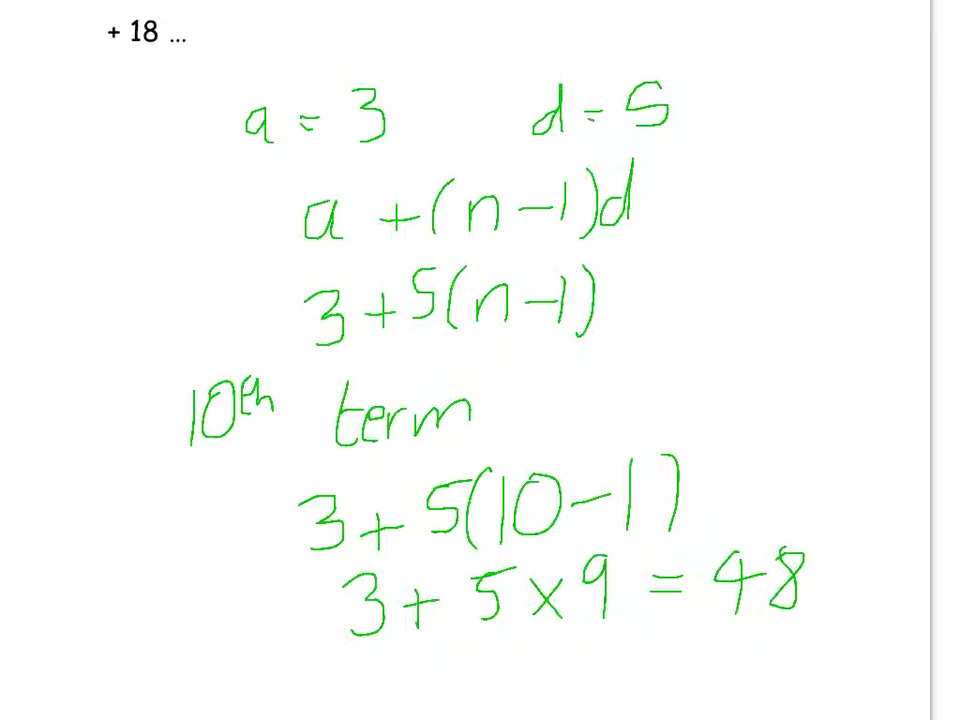 + 18 ...
a = 3 d = 5
a + (n - 1)d
3 + 5(n - 1)
10th term
3 + 5(10 - 1)
3 + 5 × 9 = 48